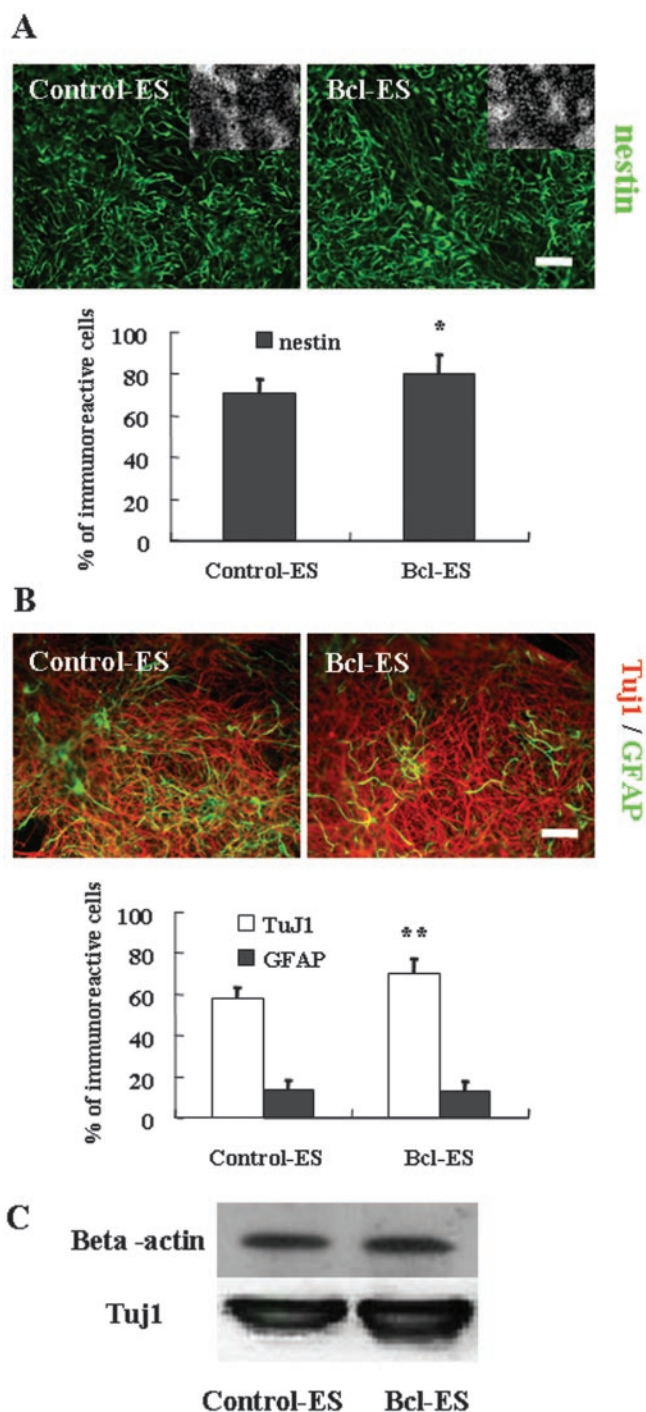 A
Control-ES
Bcl-ES
nestin
% of immunoreactive cells
100
80
60
40
20
0
nestin
*
Control-ES
Bcl-ES
B
Control-ES
Bcl-ES
Tuj1 / GFAP
% of immunoreactive cells
100
80
60
40
20
0
TuJ1
GFAP
**
Control-ES
Bcl-ES
C
Beta -actin
Tuj1
Control-ES
Bcl-ES